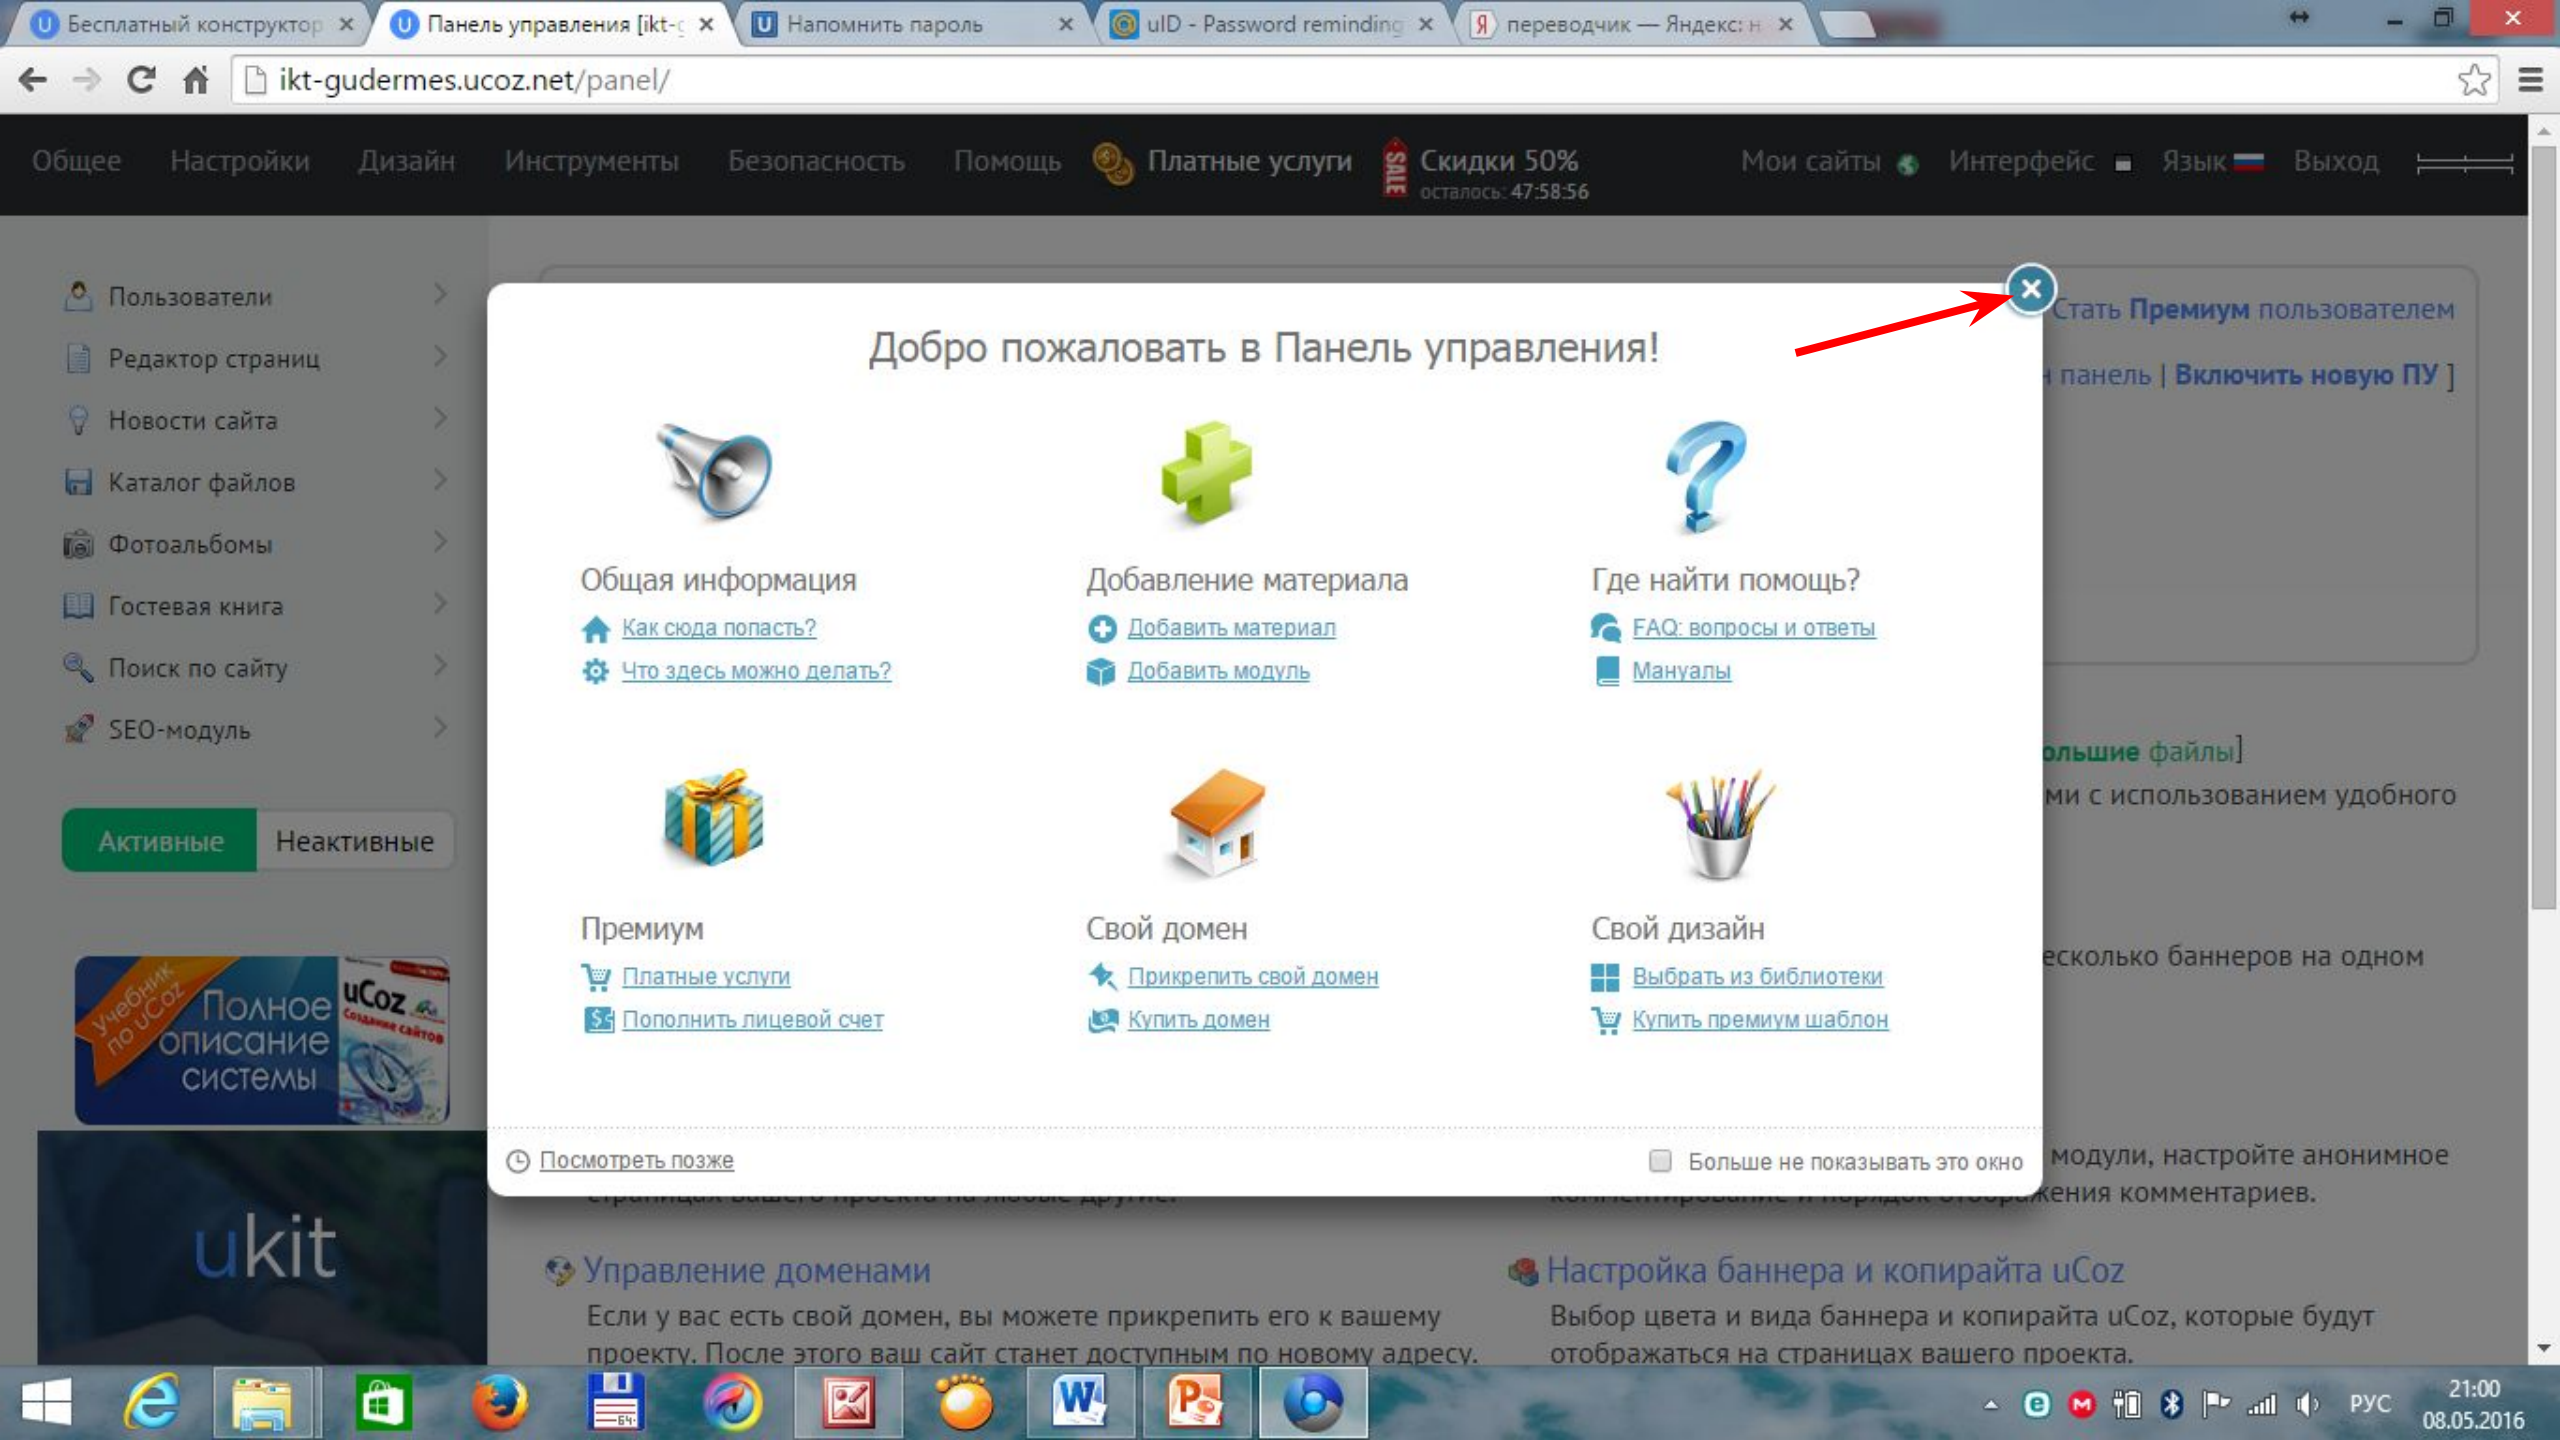 Бесплатный конструктор
Панель управления [ikt-g
Напомнить пароль
uID - Password reminding
переводчик — Яндекс: н
ikt-gudermes.ucoz.net/panel/
Общее Настройки Дизайн Инструменты Безопасность Помощь Платные услуги SALE Скидки 50% Мои сайты Интерфейс Язык Выход
осталось: 47:58:56
Пользователи
Редактор страниц
Новости сайта
Каталог файлов
Фотоальбомы
Гостевая книга
Поиск по сайту
SEO-модуль
Активные Неактивные
Учебник по uCoz
Полное описание системы
uCoz
Создание сайтов
ukit
Стать Премиум пользователем
панель | Включить новую ПУ ]
Добро пожаловать в Панель управления!
Общая информация
Как сюда попасть?
Что здесь можно делать?
Добавление материала
Добавить материал
Добавить модуль
Где найти помощь?
FAQ: вопросы и ответы
Мануалы
Премиум
Платные услуги
Пополнить лицевой счет
Свой домен
Прикрепить свой домен
Купить домен
Свой дизайн
Выбрать из библиотеки
Купить премиум шаблон
Посмотреть позже
Больше не показывать это окно
ольшие файлы]
ми с использованием удобного
есколько баннеров на одном
модули, настройте анонимное
жения комментариев.
Управление доменами
Если у вас есть свой домен, вы можете прикрепить его к вашему
проекту. После этого ваш сайт станет доступным по новому адресу.
Настройка баннера и копирайта uCoz
Выбор цвета и вида баннера и копирайта uCoz, которые будут
отображаться на страницах вашего проекта.
64
РУС
21:00
08.05.2016